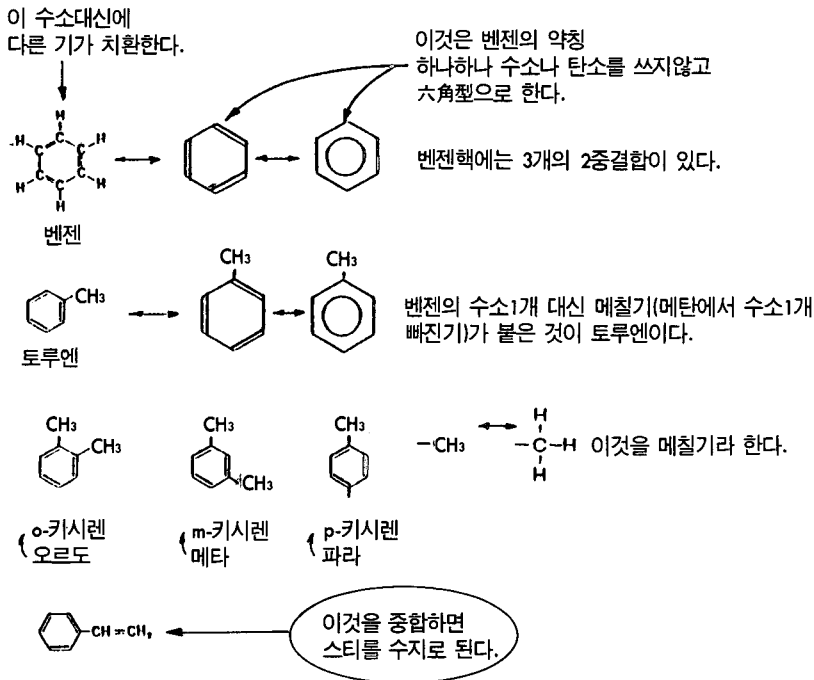 이 수소대신에
다른 기가 치환한다.
이것은 벤젠의 약칭
하나하나 수소나 탄소를 쓰지않고
六角型으로 한다.
H
H C H
C C
C C
H C H
H
벤젠핵에는 3개의 2중결합이 있다.
벤젠
CH₃
CH₃ CH₃
벤젠의 수소1개 대신 메칠기(메탄에서 수소1개
빠진기)가 붙은 것이 토루엔이다.
토루엔
CH₃
CH₃
CH₃
CH₃
CH₃
-CH₃
H
-C-H
H
이것을 메칠기라 한다.
o-키시렌
오르도
m-키시렌
메타
p-키시렌
파라
CH=CH₂
이것을 중합하면
스티롤 수지로 된다.